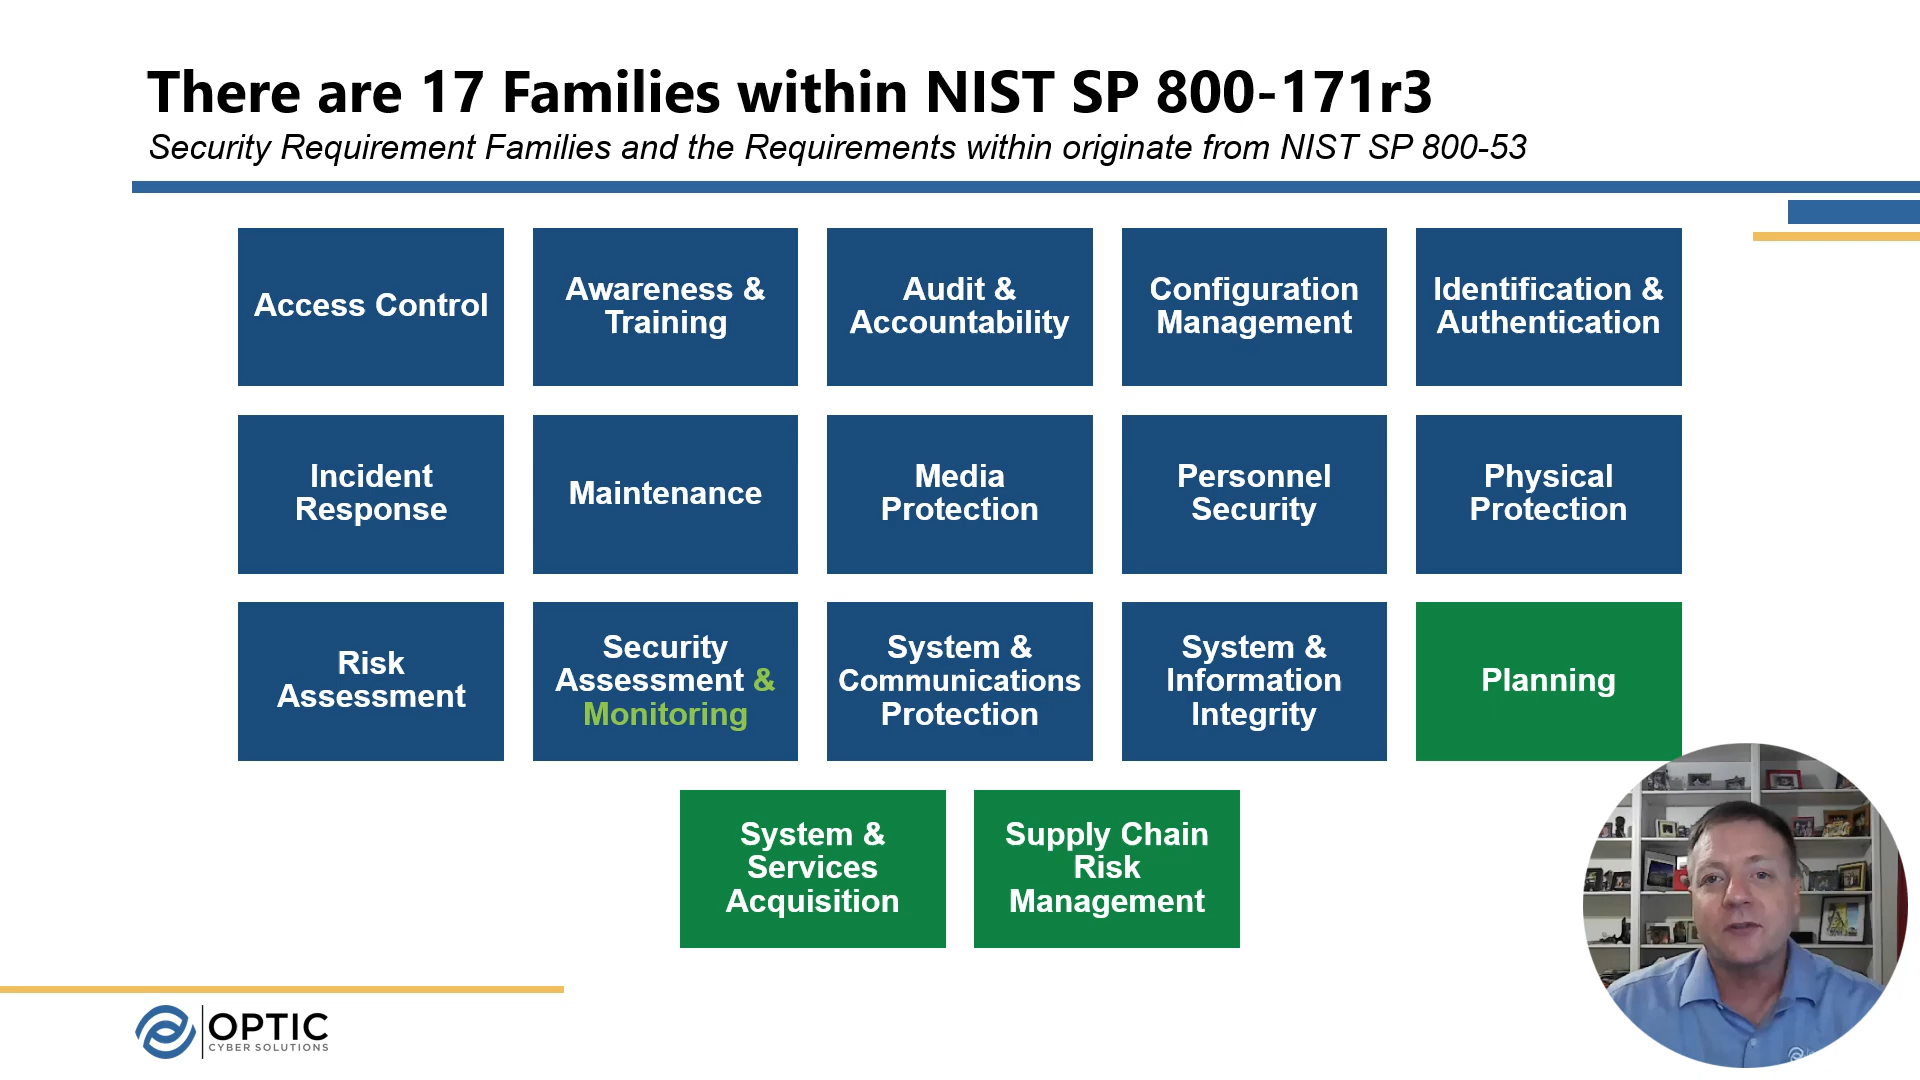 There are 17 Families within NIST SP 800-171r3
Security Requirement Families and the Requirements within originate from NIST SP 800-53
Access Control
Awareness &
Training
Audit &
Accountability
Configuration
Management
Identification &
Authentication
Incident
Response
Maintenance
Media
Protection
Personnel
Security
Physical
Protection
Risk
Assessment
Security
Assessment &
Monitoring
System &
Communications
Protection
System &
Information
Integrity
Planning
System &
Services
Acquisition
Supply Chain
Risk
Management
OPTIC
CYBER SOLUTIONS